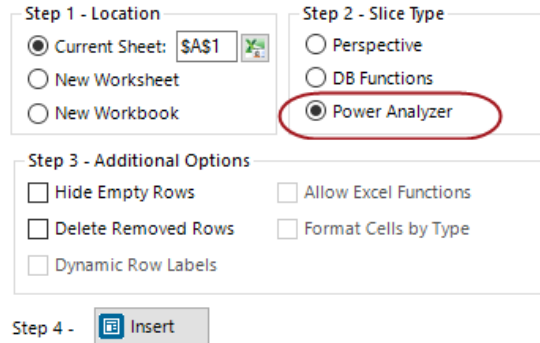 Step 1 - Location
Current Sheet: $A$1
New Worksheet
New Workbook
Step 2 - Slice Type
Perspective
DB Functions
Power Analyzer
Step 3 - Additional Options
Hide Empty Rows
Allow Excel Functions
Delete Removed Rows
Format Cells by Type
Dynamic Row Labels
Step 4 -
Insert